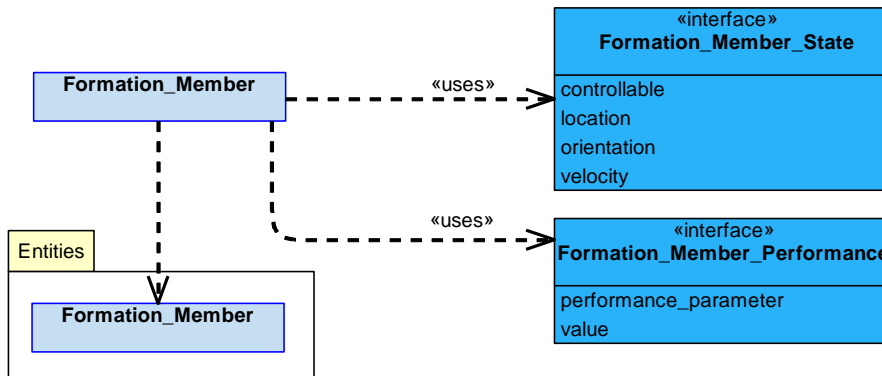 Formation_Member
«uses»
«interface»
Formation_Member_State
controllable
location
orientation
velocity
«uses»
«interface»
Formation_Member_Performance
performance_parameter
value
Entities
Formation_Member